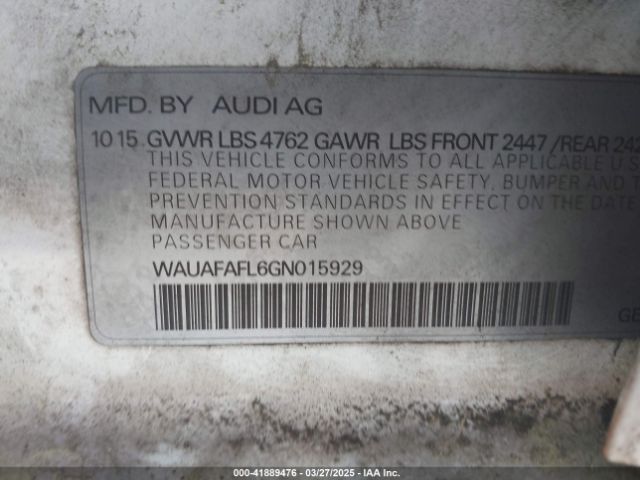 MFD. BY AUDI AG
10 15 GVWR LBS 4762 GAWR LBS FRONT 2447 /REAR 242
THIS VEHICLE CONFORMS TO ALL APPLICABLE U.S
FEDERAL MOTOR VEHICLE SAFETY, BUMPER AND T
PREVENTION STANDARDS IN EFFECT ON THE DATE
MANUFACTURE SHOWN ABOVE
PASSENGER CAR
WAUAFAFL6GN015929
GE
000-41889476 — 03/27/2025 — IAA Inc.